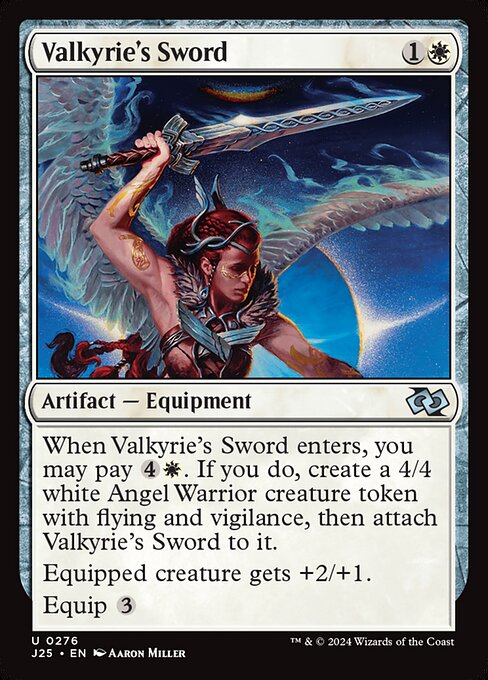 Valkyrie's Sword 1
Artifact — Equipment
When Valkyrie's Sword enters, you
may pay 4. If you do, create a 4/4
white Angel Warrior creature token
with flying and vigilance, then attach
Valkyrie's Sword to it.
Equipped creature gets +2/+1.
Equip 3
U 0276
J25 • EN Aaron Miller
™ & © 2024 Wizards of the Coast